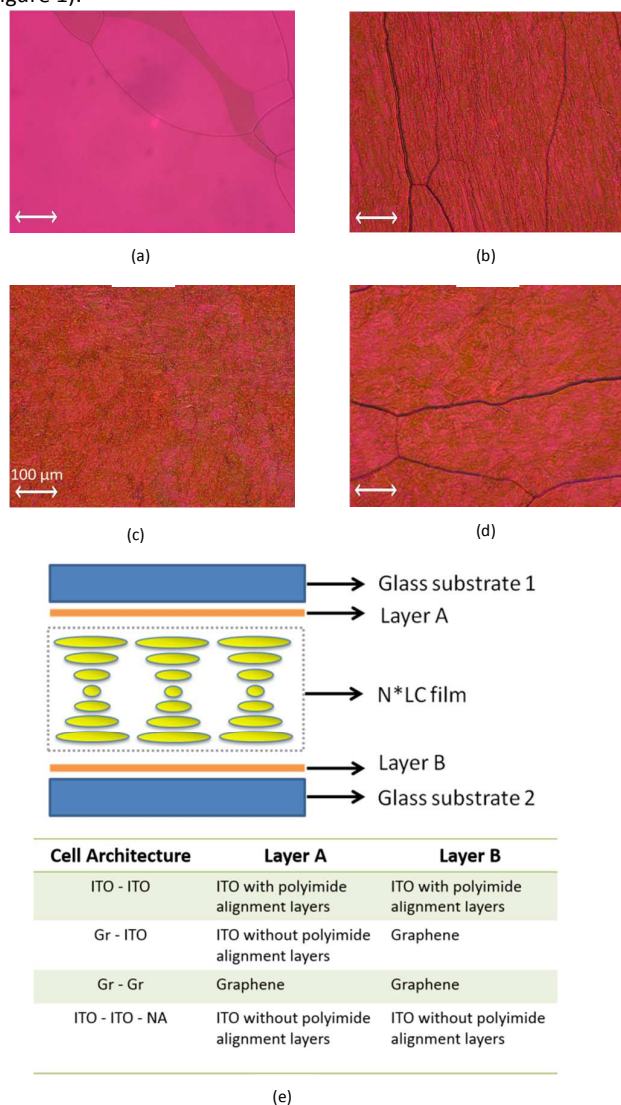 igure 1).
(a)
(b)
100 µm
(c)
(d)
Glass substrate 1
Layer A
N*LC film
Layer B
Glass substrate 2
Cell Architecture Layer A Layer B
ITO - ITO ITO with polyimide ITO with polyimide
alignment layers alignment layers
Gr - ITO ITO without polyimide Graphene
alignment layers
Gr - Gr Graphene Graphene
ITO - ITO - NA ITO without polyimide ITO without polyimide
alignment layers alignment layers
(e)